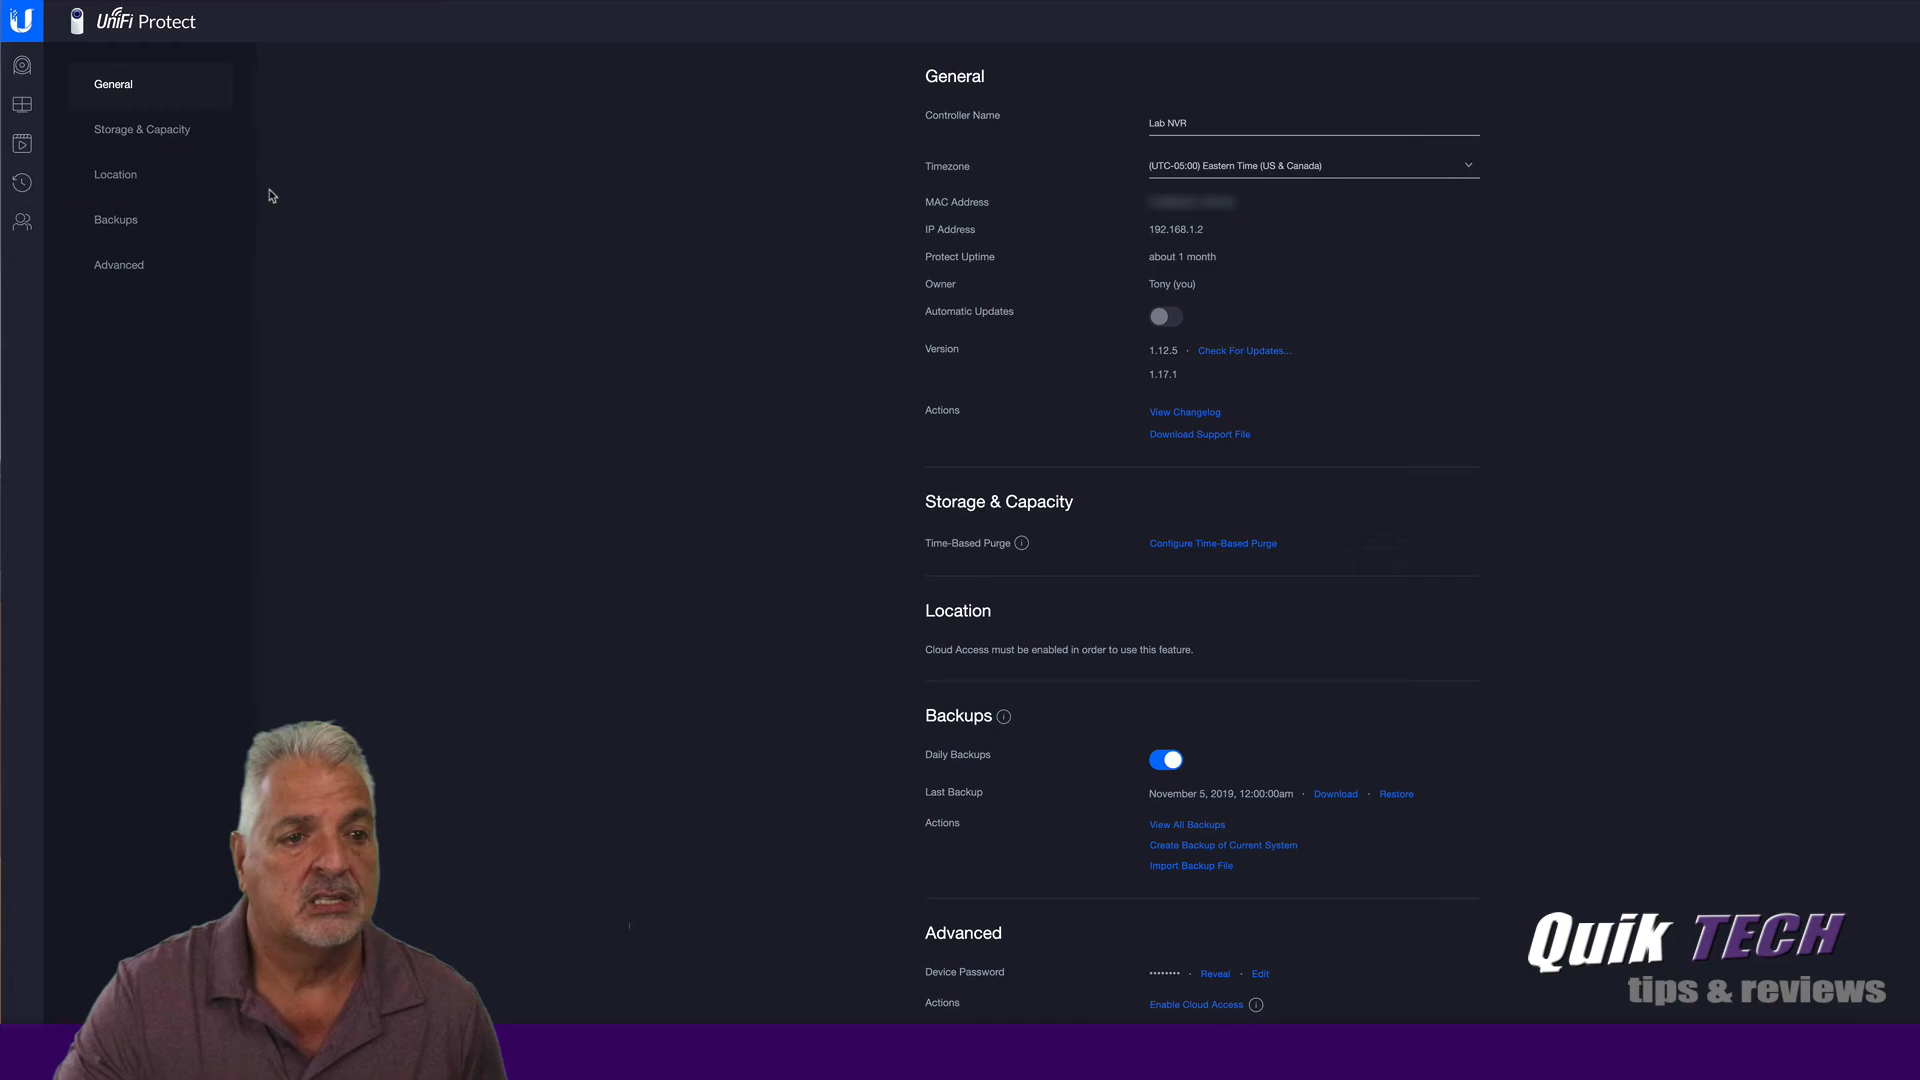 UniFi Protect
General
Storage & Capacity
Location
Backups
Advanced
General
Controller Name
Lab NVR
Timezone
(UTC-05:00) Eastern Time (US & Canada)
MAC Address
IP Address
192.168.1.2
Protect Uptime
about 1 month
Owner
Tony (you)
Automatic Updates
Version
1.12.5 · Check For Updates...
1.17.1
Actions
View Changelog
Download Support File
Storage & Capacity
Time-Based Purge
Configure Time-Based Purge
Location
Cloud Access must be enabled in order to use this feature.
Backups
Daily Backups
Last Backup
November 5, 2019, 12:00:00am · Download · Restore
Actions
View All Backups
Create Backup of Current System
Import Backup File
Advanced
Device Password
•••••••• · Reveal · Edit
Actions
Enable Cloud Access
Quik TECH
tips & reviews